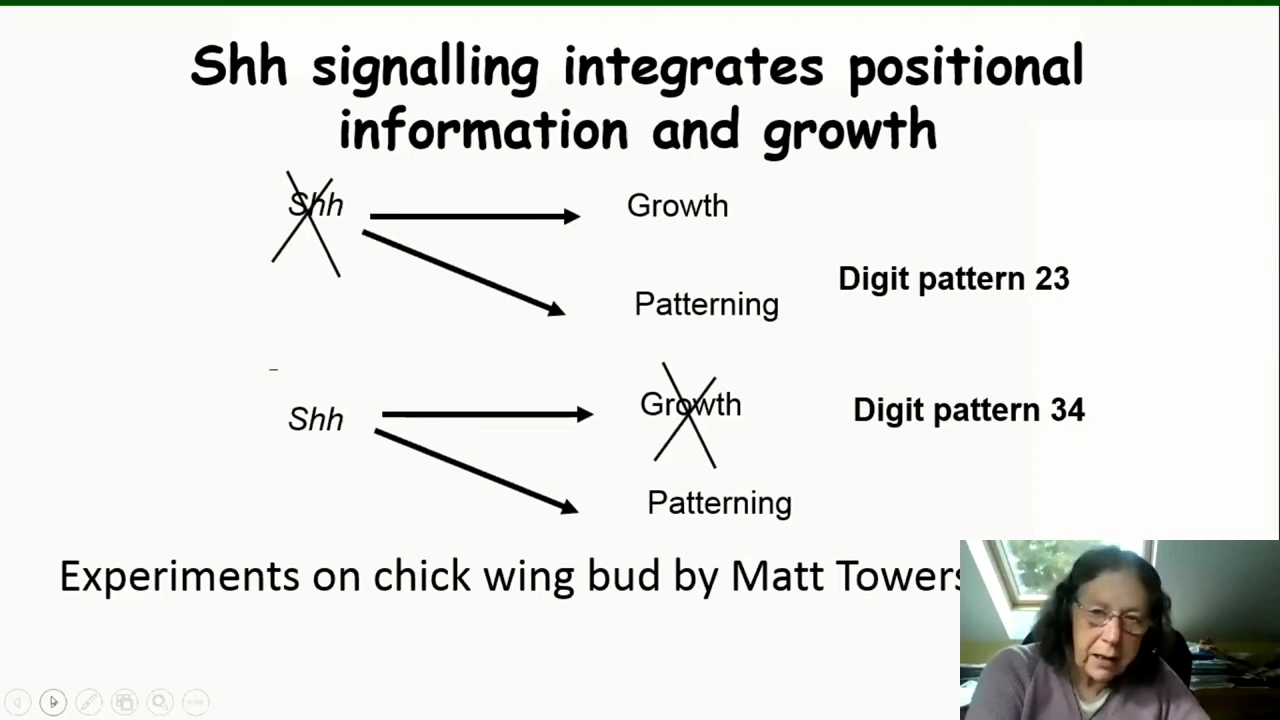 Shh signalling integrates positional
information and growth
Shh
Growth
Digit pattern 23
Patterning
Shh
Growth
Digit pattern 34
Patterning
Experiments on chick wing bud by Matt Towers